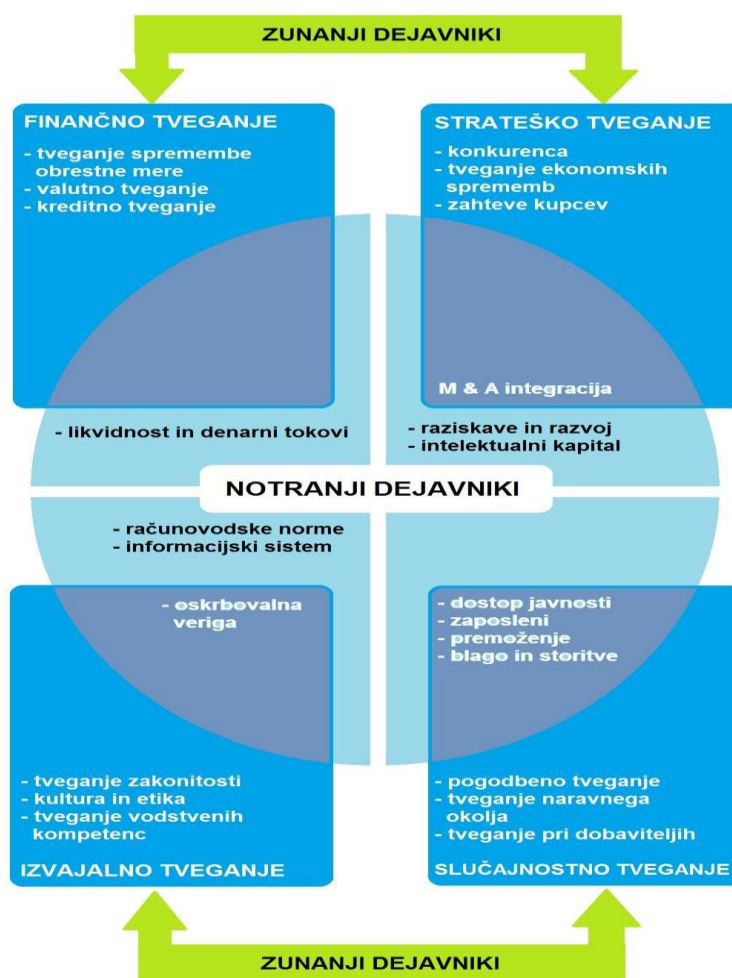 ZUNANJI DEJAVNIKI
FINANČNO TVEGANJE
- tveganje spremembe
obrestne mere
- valutno tveganje
- kreditno tveganje
STRATEŠKO TVEGANJE
- konkurenca
- tveganje ekonomskih
sprememb
- zahteve kupcev
M & A integracija
- likvidnost in denarni tokovi
- raziskave in razvoj
- intelektualni kapital
NOTRANJI DEJAVNIKI
- računovodske norme
- informacijski sistem
- oskrbovalna
veriga
- dostop javnosti
- zaposleni
- premoženje
- blago in storitve
- tveganje zakonitosti
- kultura in etika
- tveganje vodstvenih
kompetenc
IZVAJALNO TVEGANJE
- pogodbeno tveganje
- tveganje naravnega
okolja
- tveganje pri dobaviteljih
SLUČAJNOSTNO TVEGANJE
ZUNANJI DEJAVNIKI